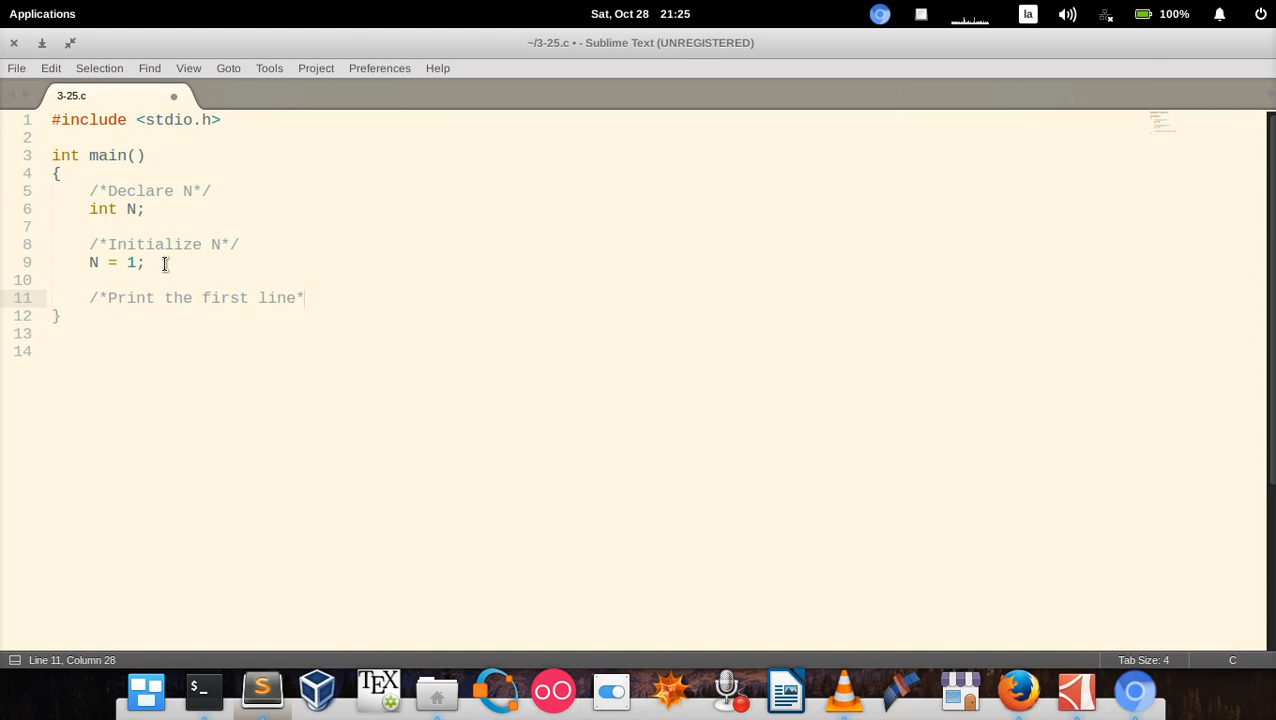 Applications
Sat, Oct 28 21:25
la
100%
~/3-25.c • - Sublime Text (UNREGISTERED)
File Edit Selection View Goto Tools Project Preferences Help
3-25.c
1 #include <stdio.h>
2
3 int main()
4 {
5 /*Declare N*/
6 int N;
7
8 /*Initialize N*/
9 N = 1;
10
11 /*Print the first line*
12 }
13
14
Line 11, Column 28
Tab Size: 4
C
>_
S
TEX